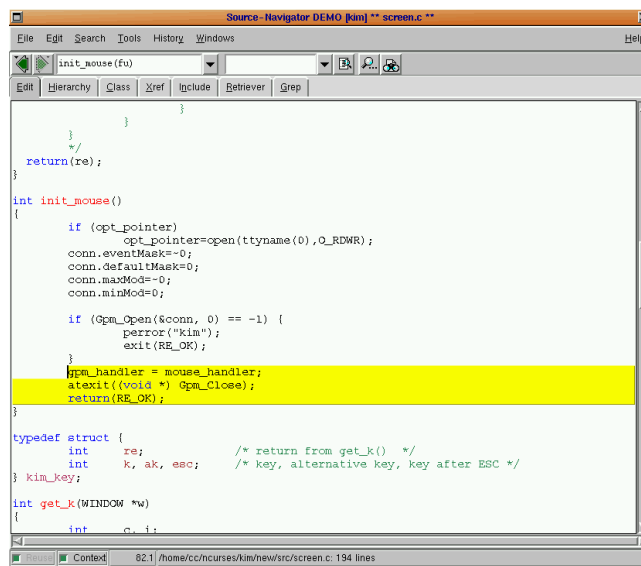 Source-Navigator DEMO [kim] ** screen.c **
File Edit Search Tools History Windows Help
init_mouse(fu)
Edit Hierarchy Class Xref Include Retriever Grep
}
}
}
*/
return(re);
}
int init_mouse()
{
if (opt_pointer)
opt_pointer=open(ttyname(0),O_RDWR);
conn.eventMask=~0;
conn.defaultMask=0;
conn.maxMod=~0;
conn.minMod=0;
if (Gpm_Open(&conn, 0) == -1) {
perror("kim");
exit(RE_OK);
}
gpm_handler = mouse_handler;
atexit((void *) Gpm_Close);
return(RE_OK);
}
typedef struct {
int re; /* return from get_k() */
int k, ak, esc; /* key, alternative key, key after ESC */
} kim_key;
int get_k(WINDOW *w)
{
int c, i;
Reuse Context 82.1 /home/cc/ncurses/kim/new/src/screen.c: 194 lines